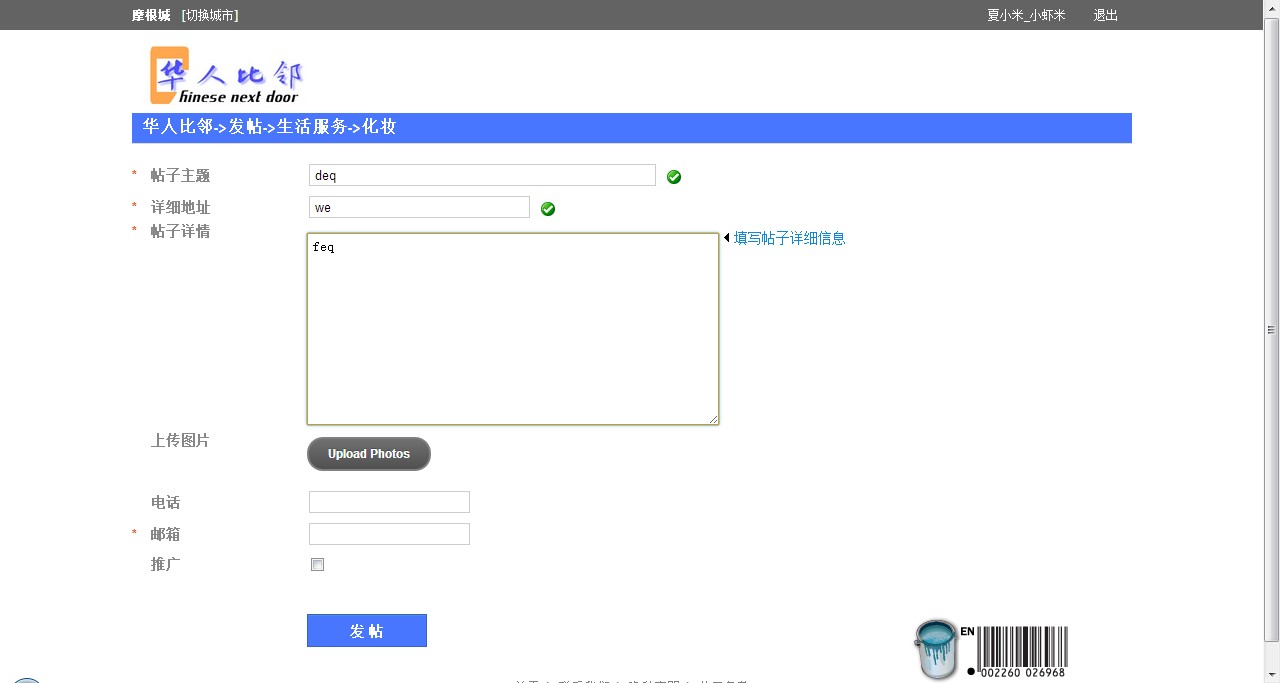 摩根城 [切换城市] 夏小米_小虾米 退出
华人比邻
hinese next door
华人比邻->发帖->生活服务->化妆
* 帖子主题 deq
* 详细地址 we
* 帖子详情 feq 填写帖子详细信息
上传图片 Upload Photos
电话
* 邮箱
推广
发 帖
EN
002260 026968